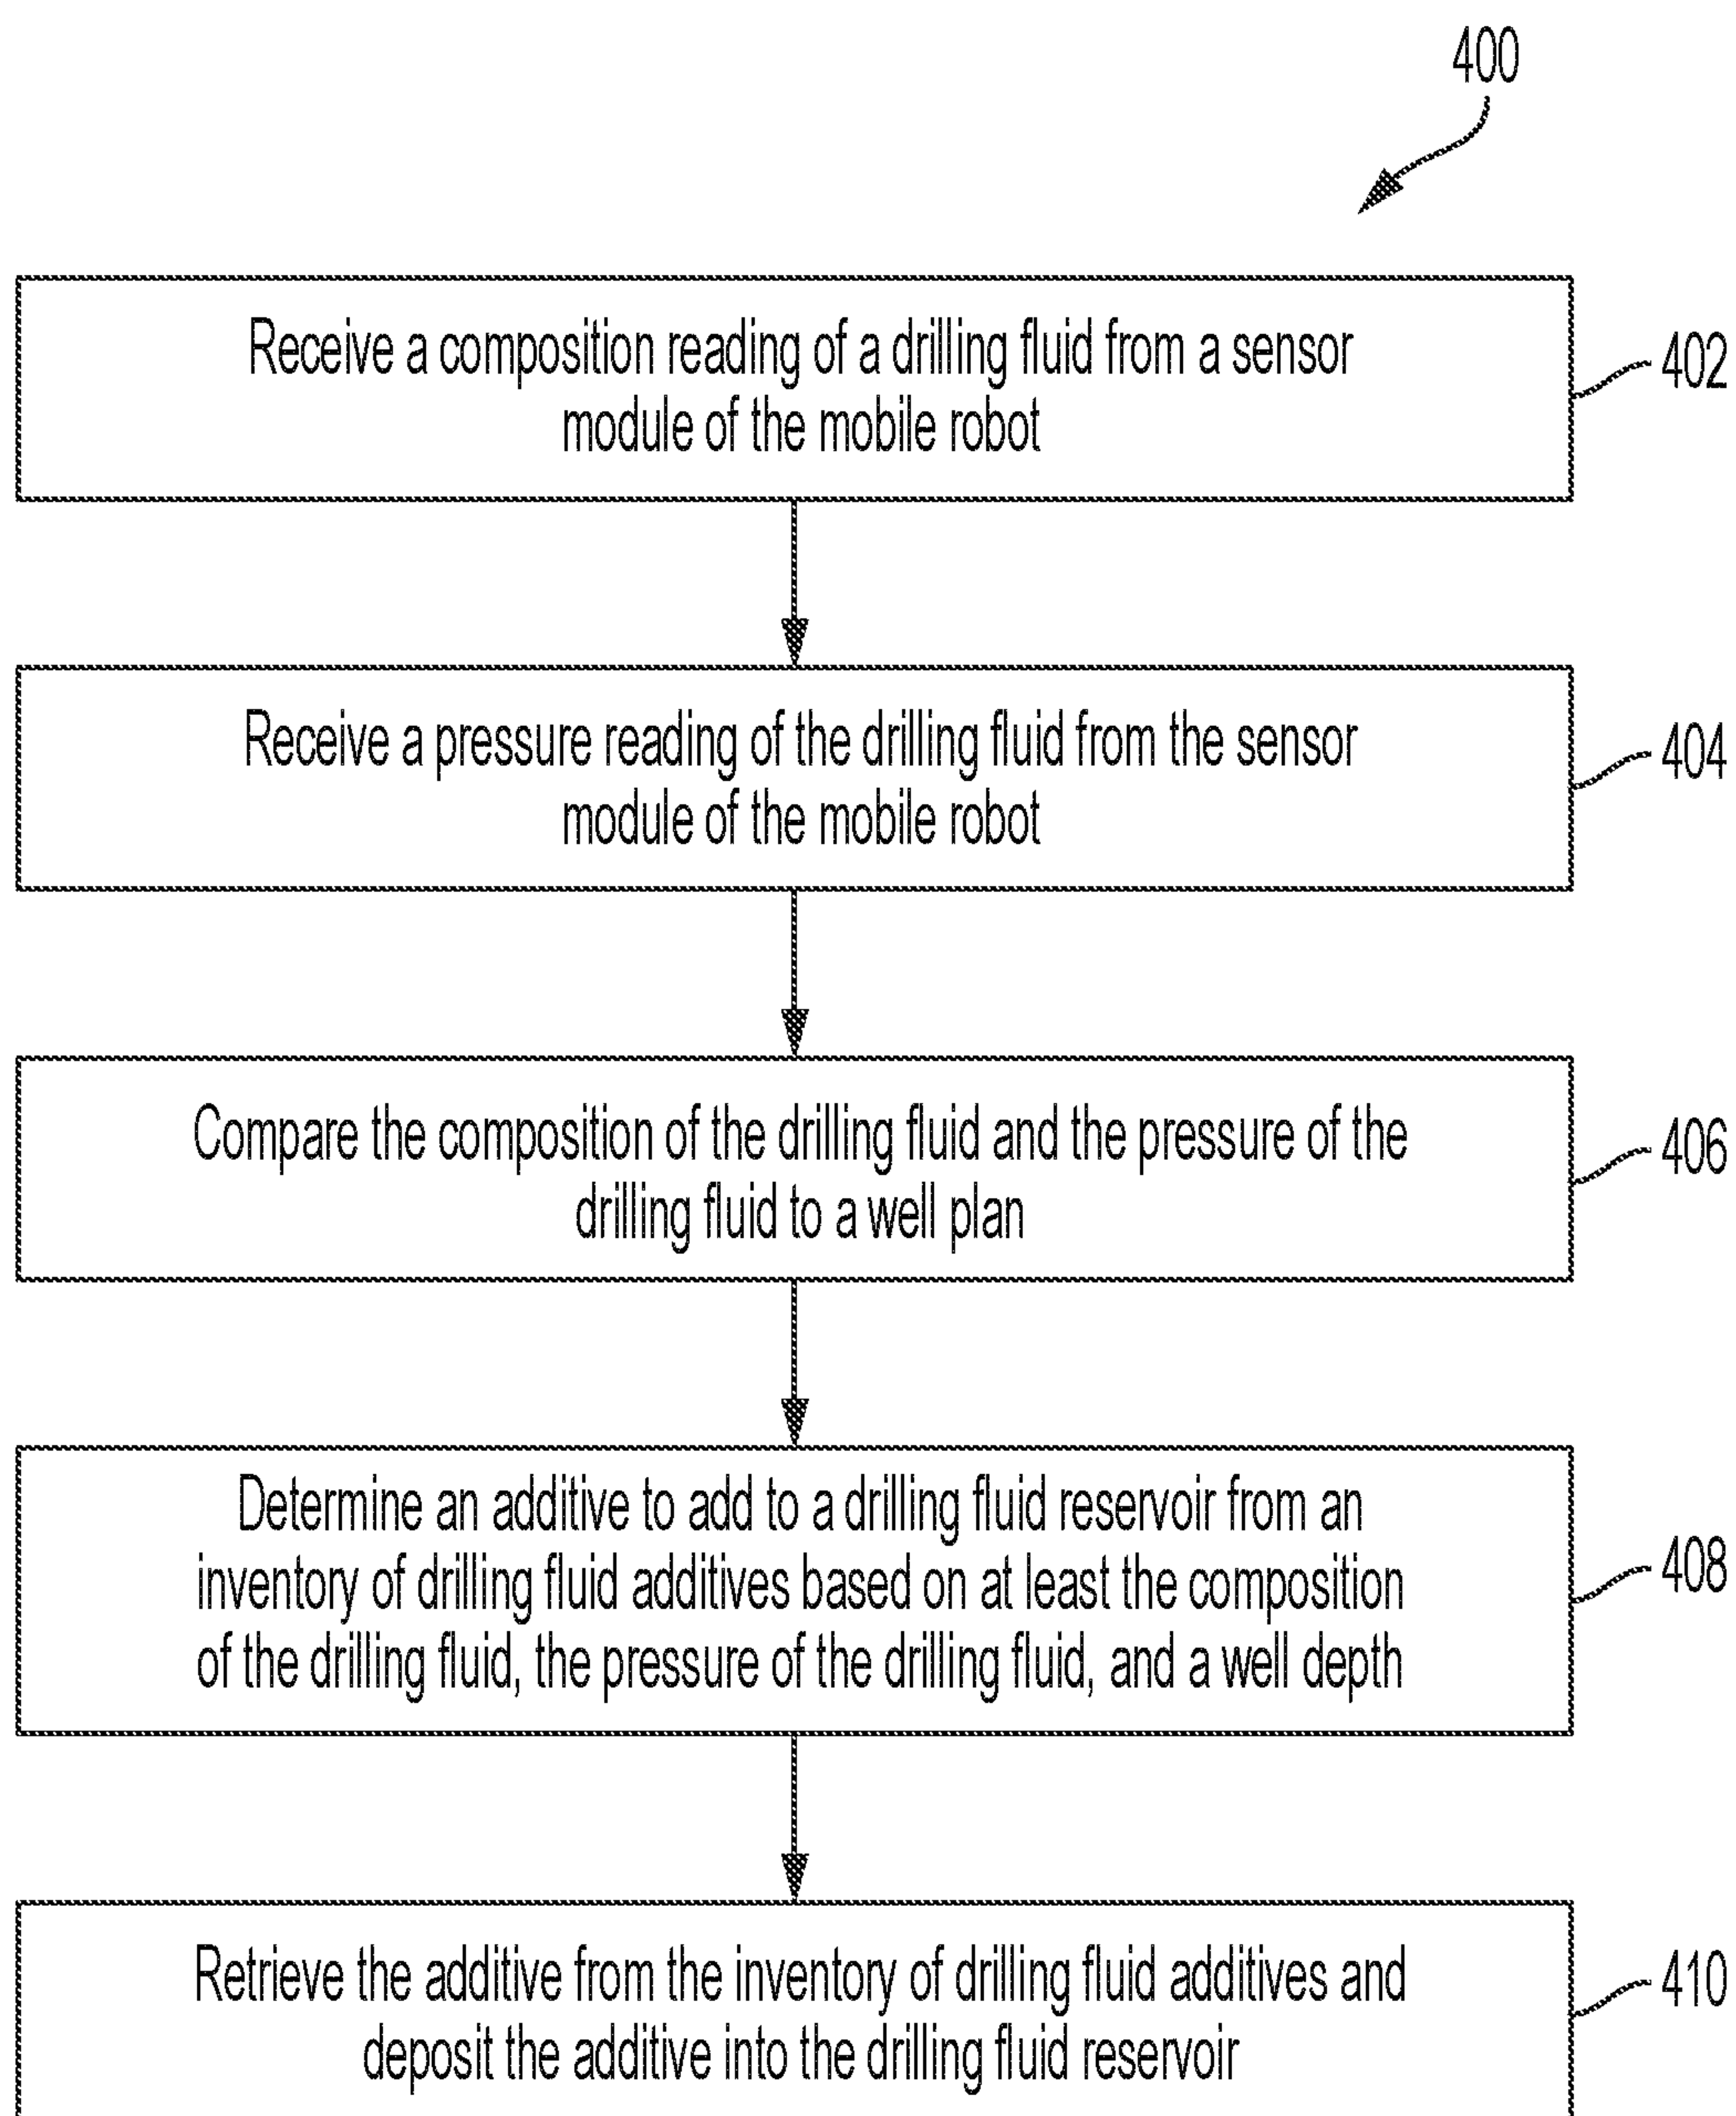 400
Receive a composition reading of a drilling fluid from a sensor
module of the mobile robot
402
Receive a pressure reading of the drilling fluid from the sensor
module of the mobile robot
404
Compare the composition of the drilling fluid and the pressure of the
drilling fluid to a well plan
406
Determine an additive to add to a drilling fluid reservoir from an
inventory of drilling fluid additives based on at least the composition
of the drilling fluid, the pressure of the drilling fluid, and a well depth
408
Retrieve the additive from the inventory of drilling fluid additives and
deposit the additive into the drilling fluid reservoir
410